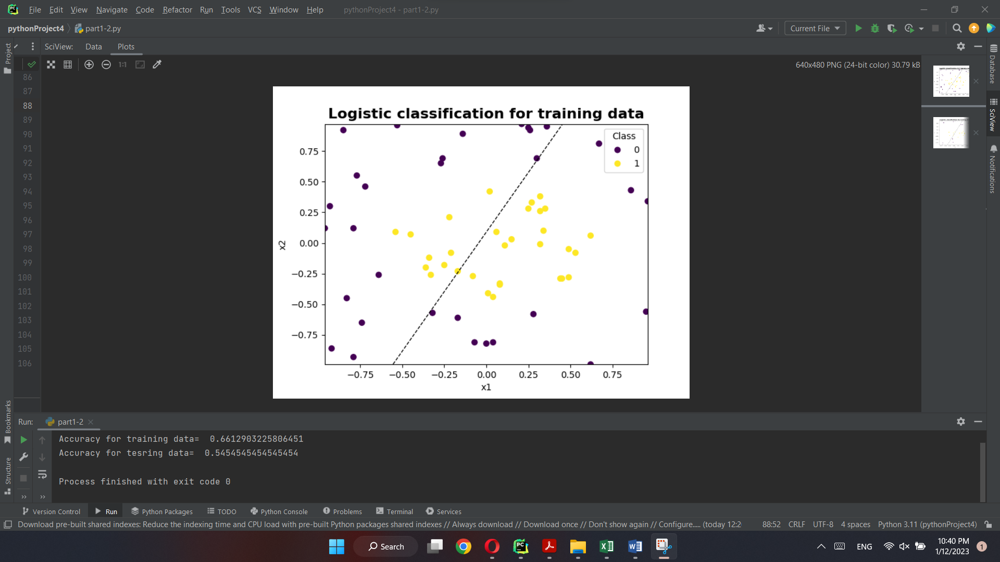 File Edit View Navigate Code Refactor Run Tools VCS Window Help pythonProject4 - part1-2.py
pythonProject4 part1-2.py Current File
SciView: Data Plots
1:1 640x480 PNG (24-bit color) 30.79 kB
Project
Database
SciView
Notifications
86
87
88
89
90
91
92
93
94
95
96
97
98
99
100
101
102
103
104
105
106
Logistic classification for training data
Class
0
1
0.75
0.50
0.25
0.00
−0.25
−0.50
−0.75
x2
−0.75 −0.50 −0.25 0.00 0.25 0.50 0.75
x1
Bookmarks
Structure
Run: part1-2
Accuracy for training data= 0.6612903225806451
Accuracy for tesring data= 0.5454545454545454
Process finished with exit code 0
Version Control Run Python Packages TODO Python Console Problems Terminal Services
Download pre-built shared indexes: Reduce the indexing time and CPU load with pre-built Python packages shared indexes // Always download // Download once // Don't show again // Configure..... (today 12:2 88:52 CRLF UTF-8 4 spaces Python 3.11 (pythonProject4)
Search ENG 10:40 PM
1/12/2023 1